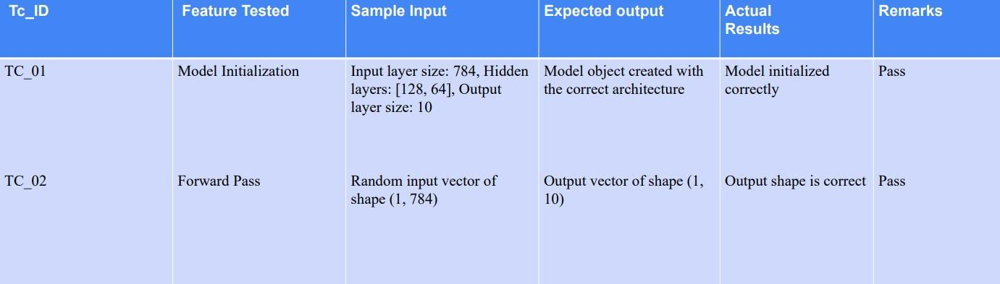 Tc_ID
Feature Tested
Sample Input
Expected output
Actual
Results
Remarks
TC_01
Model Initialization
Input layer size: 784, Hidden
layers: [128, 64], Output
layer size: 10
Model object created with
the correct architecture
Model initialized
correctly
Pass
TC_02
Forward Pass
Random input vector of
shape (1, 784)
Output vector of shape (1,
10)
Output shape is correct
Pass